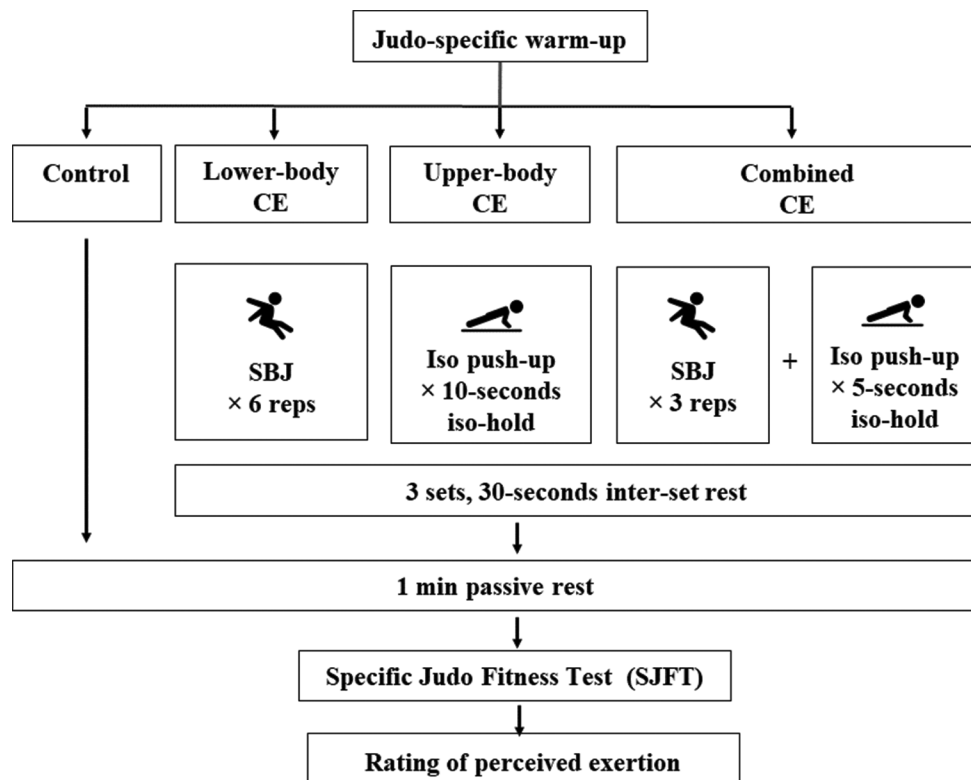 Judo-specific warm-up
Control
Lower-body
CE
Upper-body
CE
Combined
CE
SBJ
× 6 reps
Iso push-up
× 10-seconds
iso-hold
SBJ
× 3 reps
+
Iso push-up
× 5-seconds
iso-hold
3 sets, 30-seconds inter-set rest
1 min passive rest
Specific Judo Fitness Test (SJFT)
Rating of perceived exertion